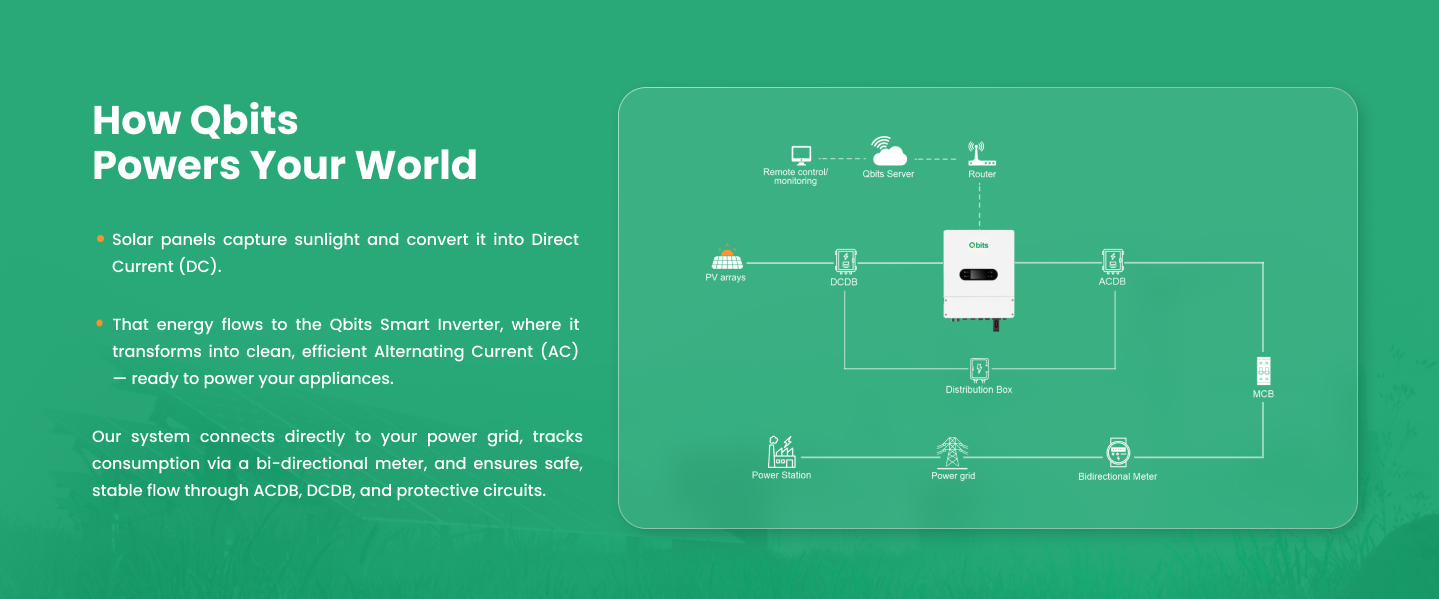 How Qbits
Powers Your World
Solar panels capture sunlight and convert it into Direct
Current (DC).
That energy flows to the Qbits Smart Inverter, where it
transforms into clean, efficient Alternating Current (AC)
— ready to power your appliances.
Our system connects directly to your power grid, tracks
consumption via a bi-directional meter, and ensures safe,
stable flow through ACDB, DCDB, and protective circuits.
Remote control/
monitoring
Qbits Server
Router
Qbits
PV arrays
DCDB
ACDB
Distribution Box
MCB
Power Station
Power grid
Bidirectional Meter